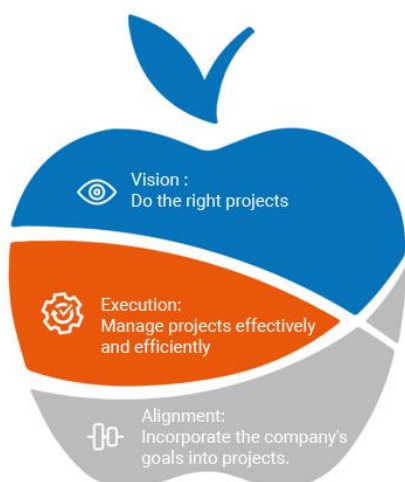 Vision :
Do the right projects
Execution:
Manage projects effectively
and efficiently
Alignment:
Incorporate the company's
goals into projects.